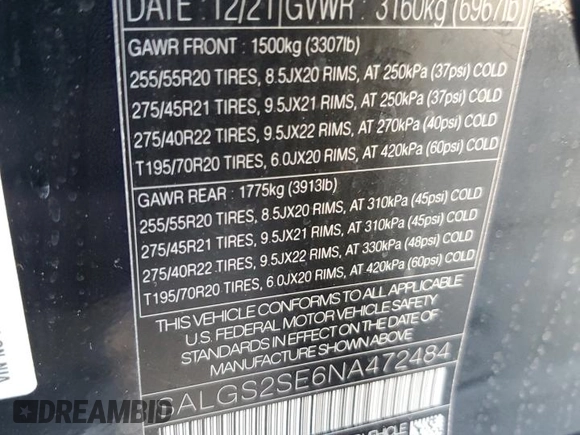 DATE : 12/21 GVWR : 3160kg (6967lb)
GAWR FRONT : 1500kg (3307lb)
255/55R20 TIRES, 8.5JX20 RIMS, AT 250kPa (37psi) COLD
275/45R21 TIRES, 9.5JX21 RIMS, AT 250kPa (37psi) COLD
275/40R22 TIRES, 9.5JX22 RIMS, AT 270kPa (40psi) COLD
T195/70R20 TIRES, 6.0JX20 RIMS, AT 420kPa (60psi) COLD
GAWR REAR : 1775kg (3913lb)
255/55R20 TIRES, 8.5JX20 RIMS, AT 310kPa (45psi) COLD
275/45R21 TIRES, 9.5JX21 RIMS, AT 310kPa (45psi) COLD
275/40R22 TIRES, 9.5JX22 RIMS, AT 330kPa (48psi) COLD
T195/70R20 TIRES, 6.0JX20 RIMS, AT 420kPa (60psi) COLD
THIS VEHICLE CONFORMS TO ALL APPLICABLE
U.S. FEDERAL MOTOR VEHICLE SAFETY
STANDARDS IN EFFECT ON THE DATE OF
MANUFACTURE SHOWN ABOVE.
SALGS2SE6NA472484
VIN NO
DREAMBID